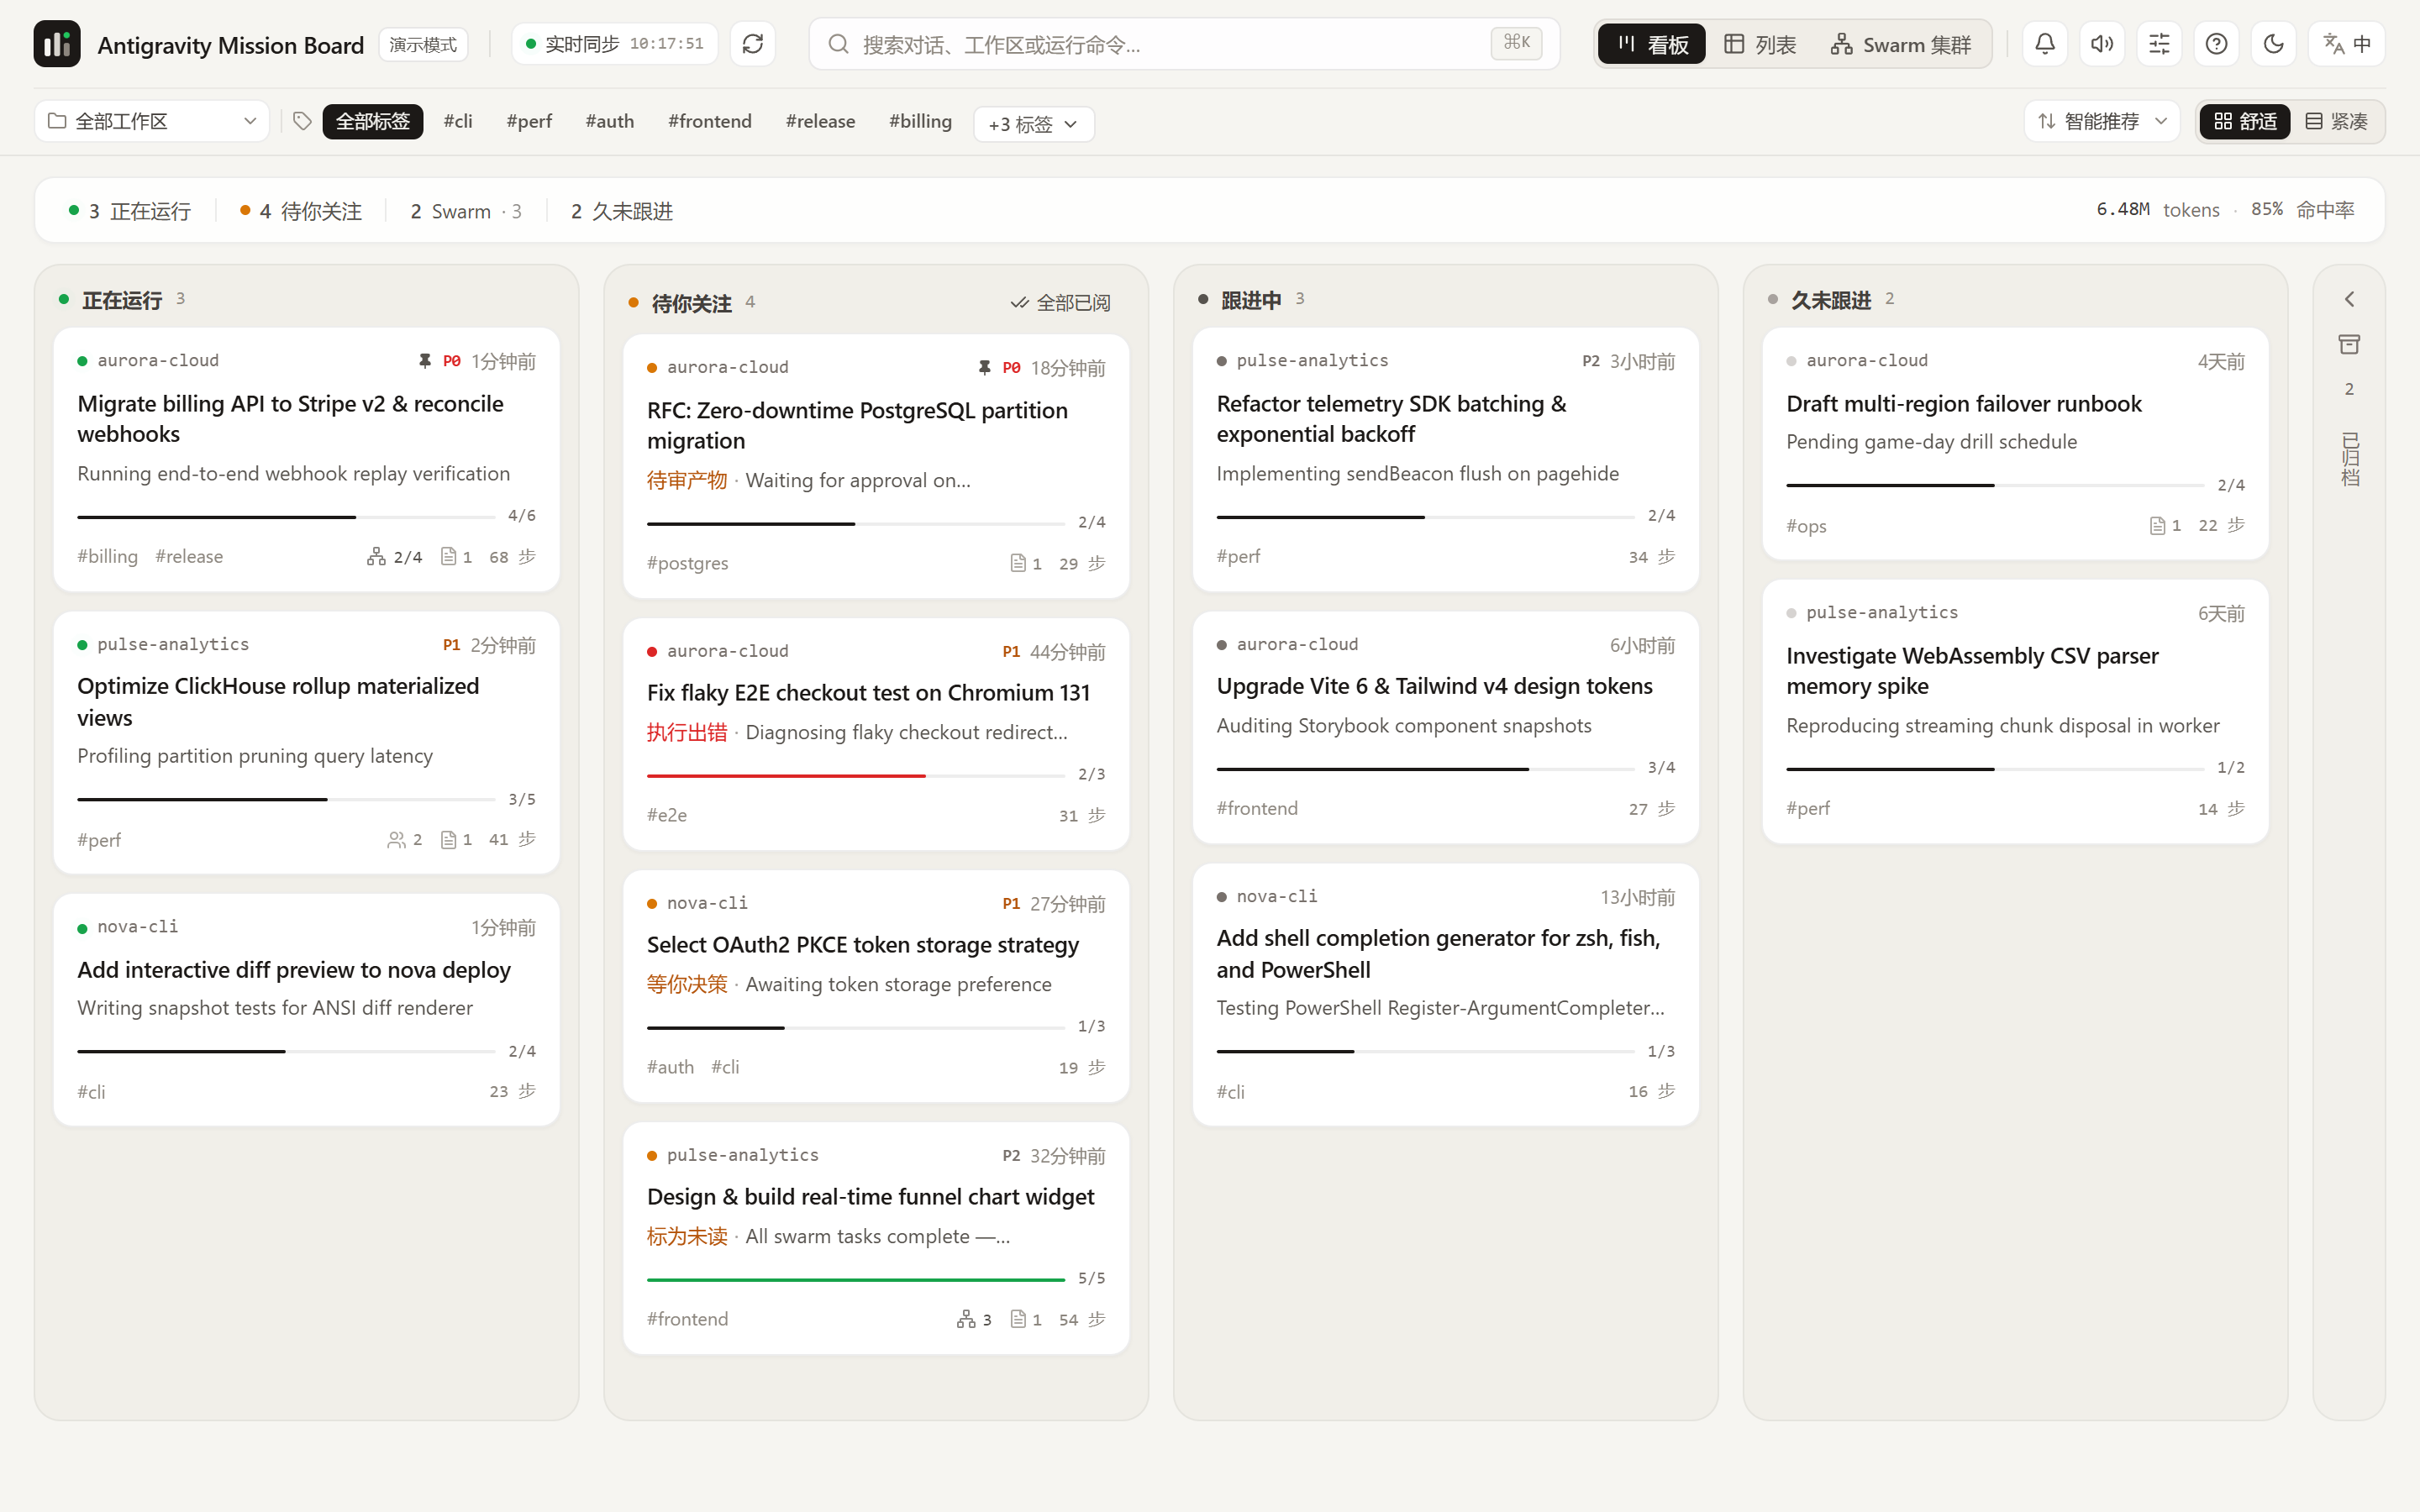 Antigravity Mission Board 演示模式 实时同步 10:17:51 搜索对话、工作区或运行命令... ⌘K 看板 列表 Swarm 集群 中
全部工作区 全部标签 #cli #perf #auth #frontend #release #billing +3 标签 智能推荐 舒适 紧凑
3 正在运行 4 待你关注 2 Swarm · 3 2 久未跟进 6.48M tokens · 85% 命中率
正在运行 3
aurora-cloud P0 1分钟前
Migrate billing API to Stripe v2 & reconcile
webhooks
Running end-to-end webhook replay verification
4/6
#billing #release 2/4 1 68 步
pulse-analytics P1 2分钟前
Optimize ClickHouse rollup materialized
views
Profiling partition pruning query latency
3/5
#perf 2 1 41 步
nova-cli 1分钟前
Add interactive diff preview to nova deploy
Writing snapshot tests for ANSI diff renderer
2/4
#cli 23 步
待你关注 4 全部已阅
aurora-cloud P0 18分钟前
RFC: Zero-downtime PostgreSQL partition
migration
待审产物 · Waiting for approval on...
2/4
#postgres 1 29 步
aurora-cloud P1 44分钟前
Fix flaky E2E checkout test on Chromium 131
执行出错 · Diagnosing flaky checkout redirect...
2/3
#e2e 31 步
nova-cli P1 27分钟前
Select OAuth2 PKCE token storage strategy
等你决策 · Awaiting token storage preference
1/3
#auth #cli 19 步
pulse-analytics P2 32分钟前
Design & build real-time funnel chart widget
标为未读 · All swarm tasks complete —...
5/5
#frontend 3 1 54 步
跟进中 3
pulse-analytics P2 3小时前
Refactor telemetry SDK batching &
exponential backoff
Implementing sendBeacon flush on pagehide
2/4
#perf 34 步
aurora-cloud 6小时前
Upgrade Vite 6 & Tailwind v4 design tokens
Auditing Storybook component snapshots
3/4
#frontend 27 步
nova-cli 13小时前
Add shell completion generator for zsh, fish,
and PowerShell
Testing PowerShell Register-ArgumentCompleter...
1/3
#cli 16 步
久未跟进 2
aurora-cloud 4天前
Draft multi-region failover runbook
Pending game-day drill schedule
2/4
#ops 1 22 步
pulse-analytics 6天前
Investigate WebAssembly CSV parser
memory spike
Reproducing streaming chunk disposal in worker
1/2
#perf 14 步
2
已归档